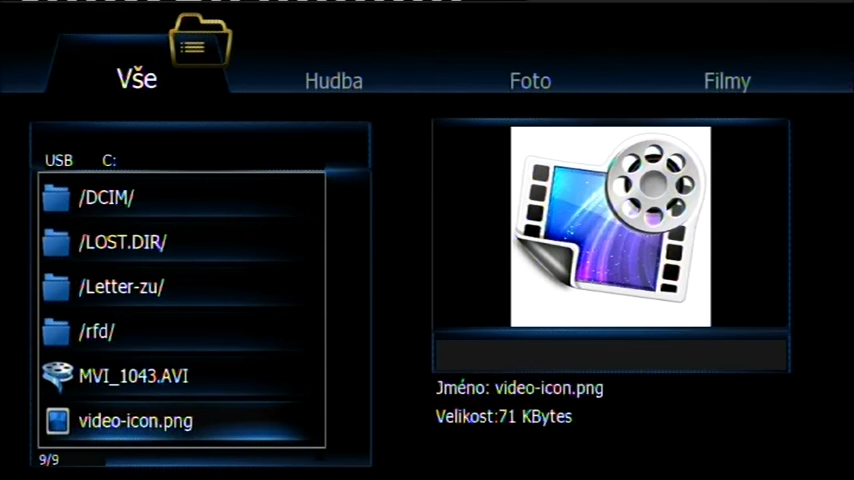 Vše
Hudba
Foto
Filmy
USB C:
/DCIM/
/LOST.DIR/
/Letter-zu/
/rfd/
MVI_1043.AVI
video-icon.png
9/9
Jméno: video-icon.png
Velikost:71 KBytes